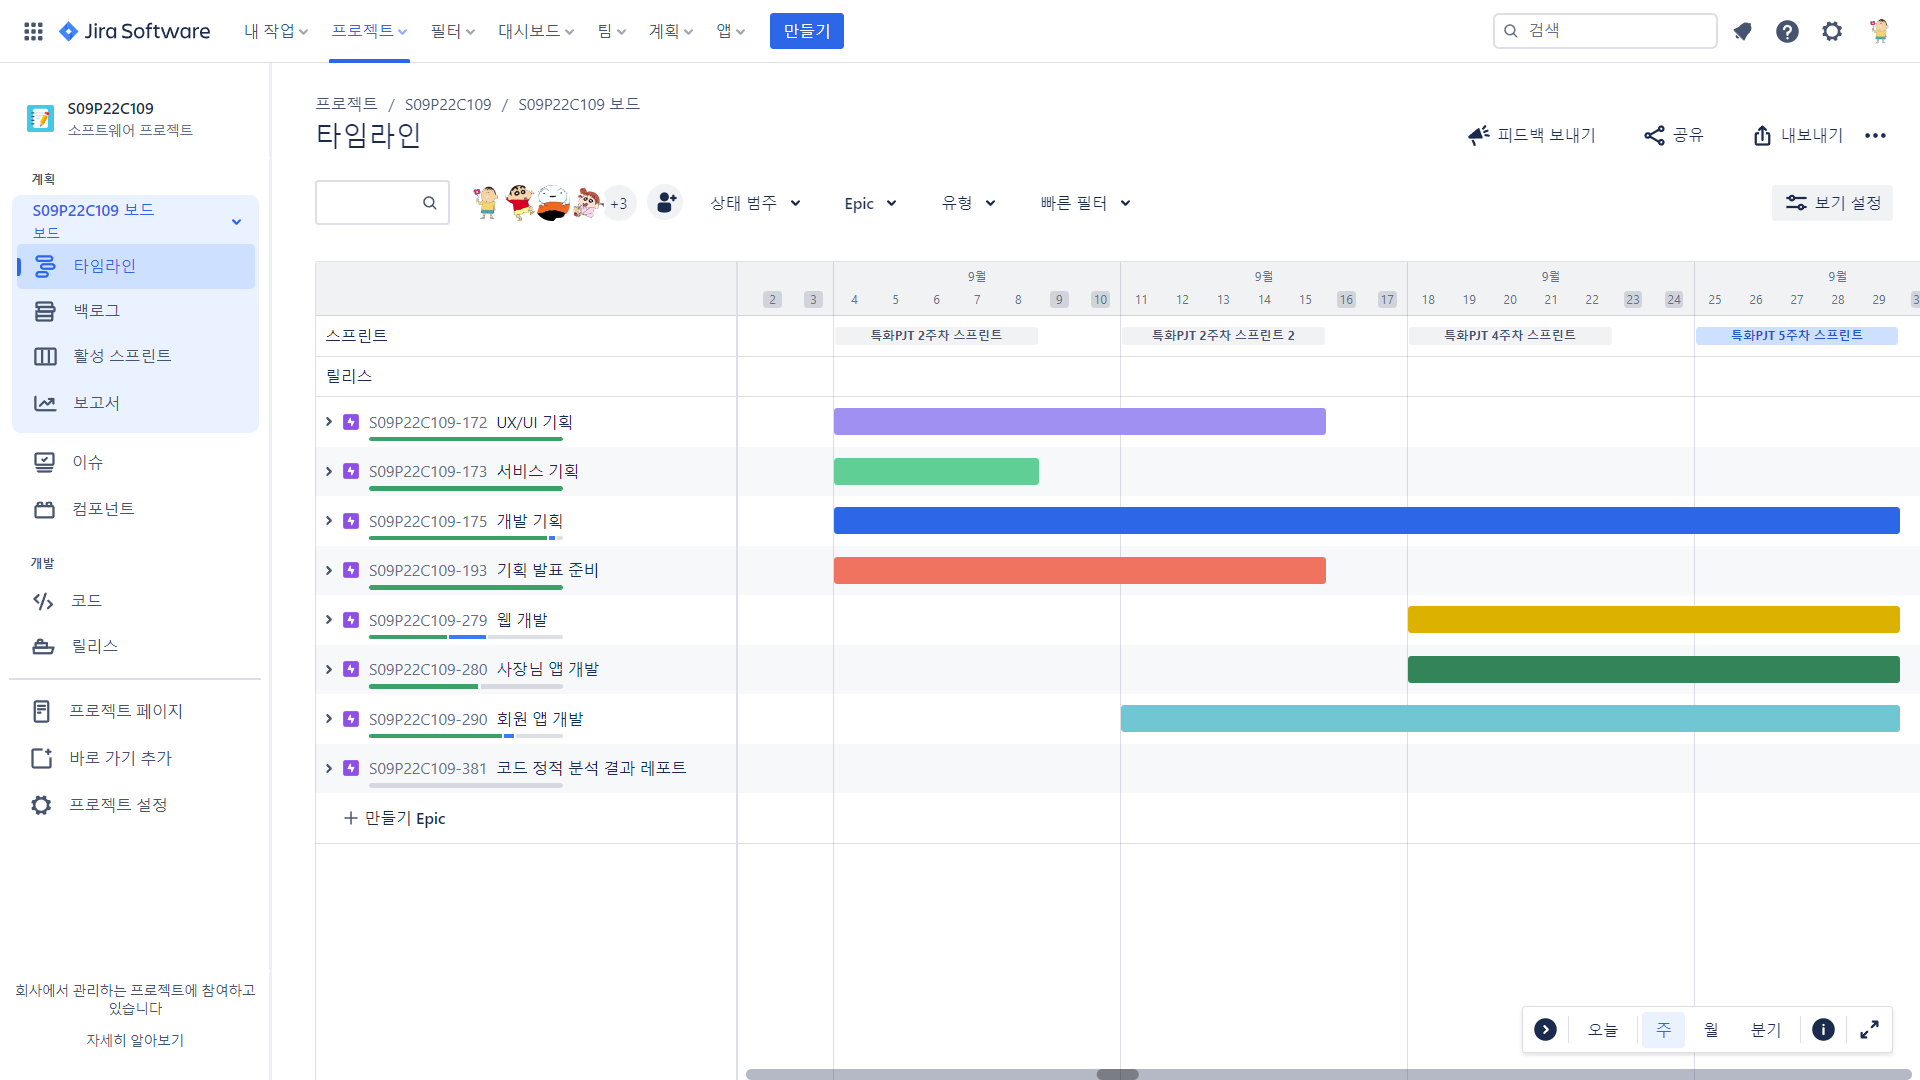 Jira Software
내 작업
프로젝트
필터
대시보드
팀
계획
앱
만들기
검색
S09P22C109
소프트웨어 프로젝트
계획
S09P22C109 보드
보드
타임라인
백로그
활성 스프린트
보고서
이슈
컴포넌트
개발
코드
릴리스
프로젝트 페이지
바로 가기 추가
프로젝트 설정
회사에서 관리하는 프로젝트에 참여하고
있습니다
자세히 알아보기
프로젝트 / S09P22C109 / S09P22C109 보드
타임라인
피드백 보내기
공유
내보내기
+3
상태 범주
Epic
유형
빠른 필터
보기 설정
9월 9월 9월 9월
2 3 4 5 6 7 8 9 10 11 12 13 14 15 16 17 18 19 20 21 22 23 24 25 26 27 28 29
스프린트
특화PJT 2주차 스프린트
특화PJT 2주차 스프린트 2
특화PJT 4주차 스프린트
특화PJT 5주차 스프린트
릴리스
S09P22C109-172 UX/UI 기획
S09P22C109-173 서비스 기획
S09P22C109-175 개발 기획
S09P22C109-193 기획 발표 준비
S09P22C109-279 웹 개발
S09P22C109-280 사장님 앱 개발
S09P22C109-290 회원 앱 개발
S09P22C109-381 코드 정적 분석 결과 레포트
만들기 Epic
오늘
주
월
분기